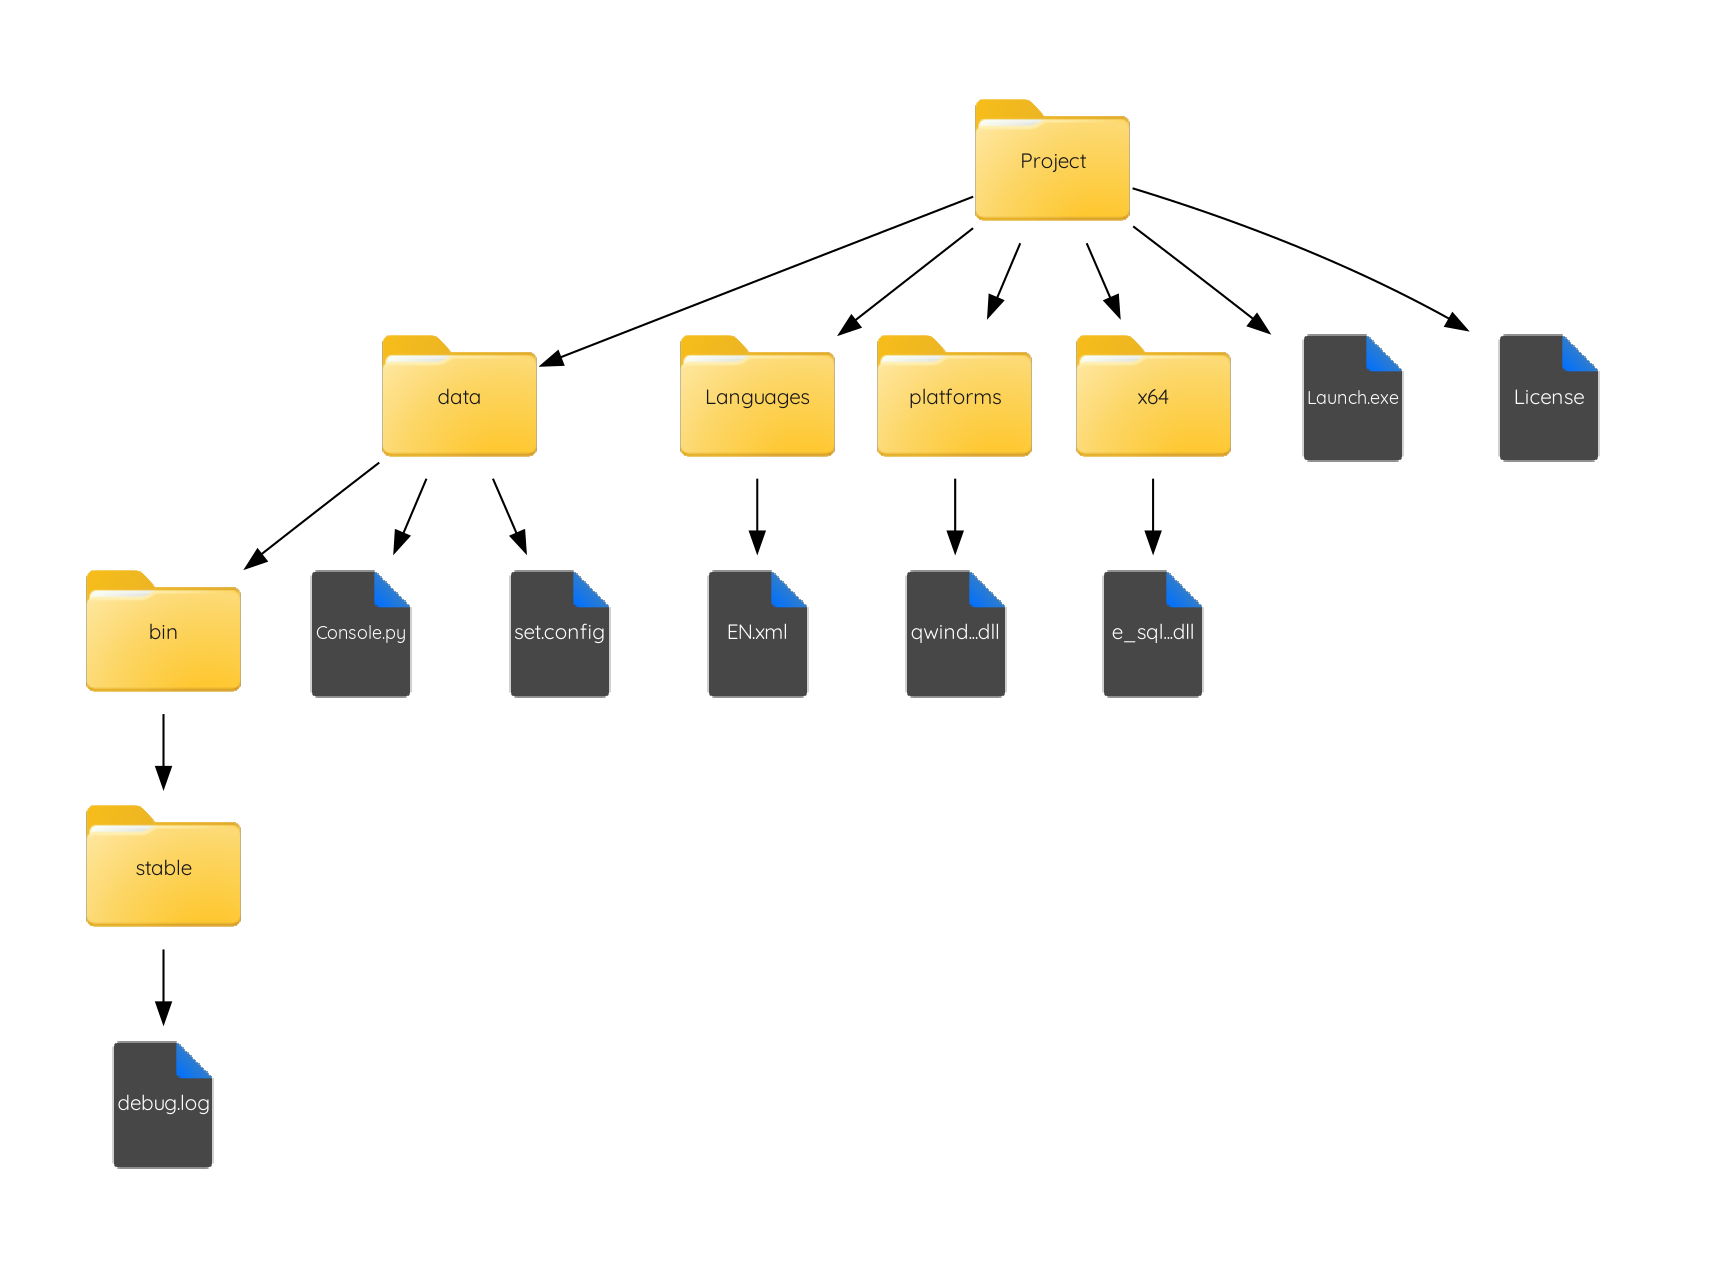 Project
data
Languages
platforms
x64
Launch.exe
License
bin
Console.py
set.config
EN.xml
qwind...dll
e_sql...dll
stable
debug.log